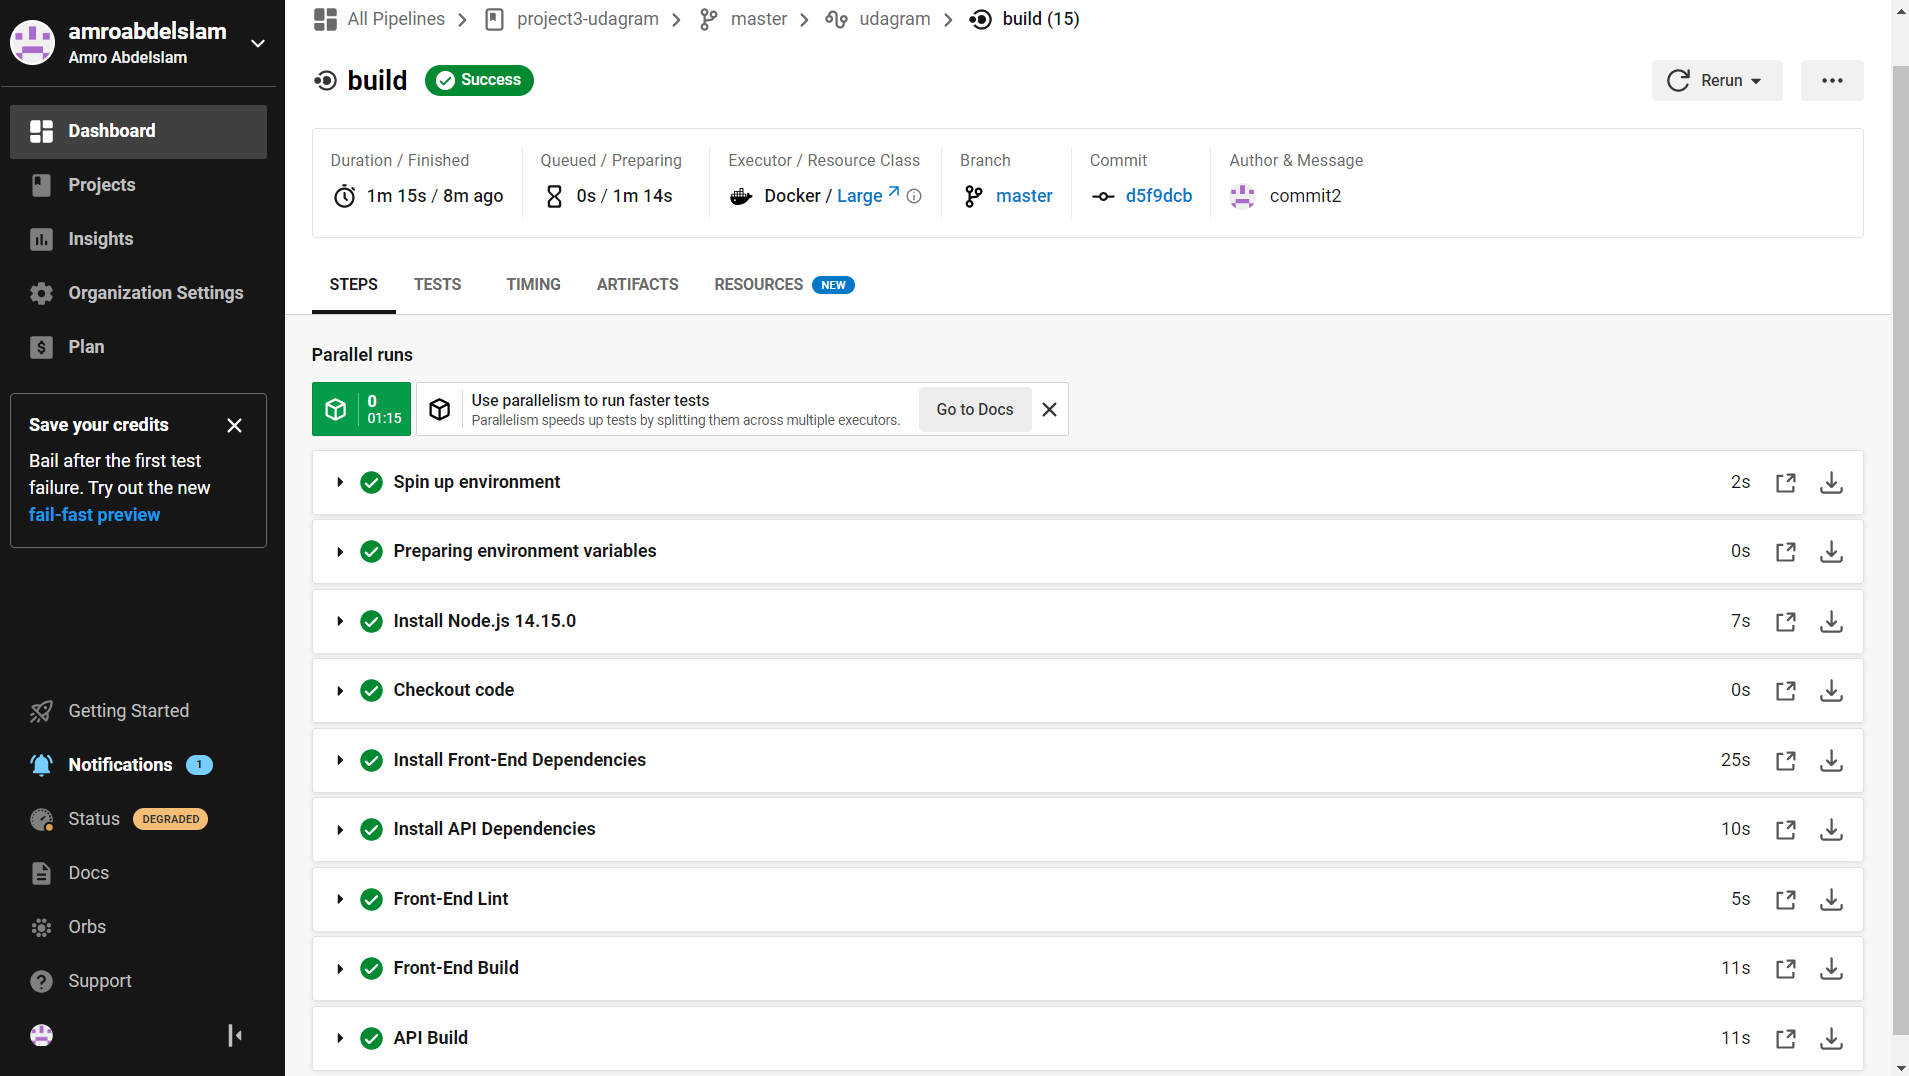 amroabdelslam
Amro Abdelslam
Dashboard
Projects
Insights
Organization Settings
Plan
Save your credits
Bail after the first test
failure. Try out the new
fail-fast preview
Getting Started
Notifications 1
Status DEGRADED
Docs
Orbs
Support
All Pipelines project3-udagram master udagram build (15)
build Success
Rerun
Duration / Finished
1m 15s / 8m ago
Queued / Preparing
0s / 1m 14s
Executor / Resource Class
Docker / Large
Branch
master
Commit
d5f9dcb
Author & Message
commit2
STEPS TESTS TIMING ARTIFACTS RESOURCES NEW
Parallel runs
0
01:15
Use parallelism to run faster tests
Parallelism speeds up tests by splitting them across multiple executors.
Go to Docs
Spin up environment 2s
Preparing environment variables 0s
Install Node.js 14.15.0 7s
Checkout code 0s
Install Front-End Dependencies 25s
Install API Dependencies 10s
Front-End Lint 5s
Front-End Build 11s
API Build 11s